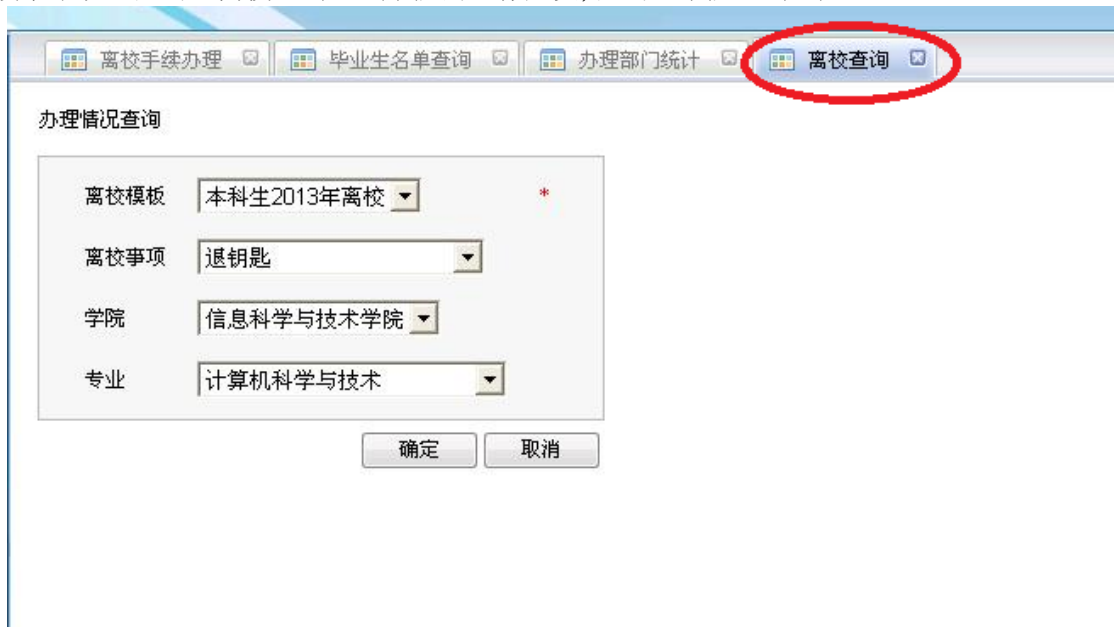 离校手续办理 毕业生名单查询 办理部门统计 离校查询
办理情况查询
离校模板 本科生2013年离校 *
离校事项 退钥匙
学院 信息科学与技术学院
专业 计算机科学与技术
确定 取消